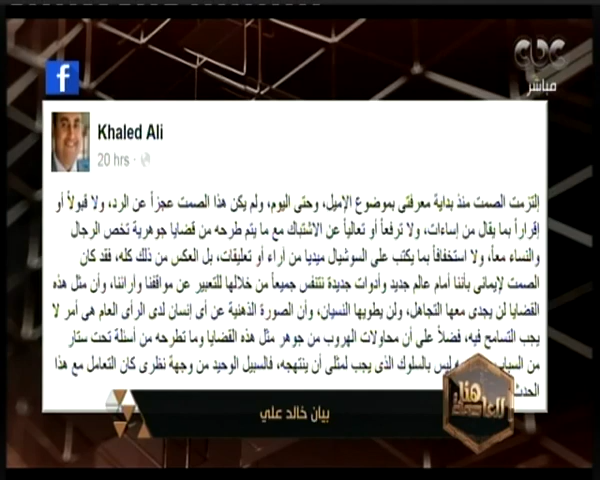 cbc
مباشر
f
Khaled Ali
20 hrs ·
إلتزمت الصمت منذ بداية معرفتى بموضوع الإميل، وحتى اليوم، ولم يكن هذا الصمت عجزاً عن الرد، ولا قبولاً أو
إقراراً بما يقال من إساءات، ولا ترفعاً أو تعالياً عن الاشتباك مع ما يتم طرحه من قضايا جوهرية تخص الرجال
والنساء معاً، ولا استخفافاً بما يكتب على السوشيال ميديا من آراء أو تعليقات، بل العكس من ذلك كله، فقد كان
الصمت لإيمانى بأننا أمام عالم جديد وأدوات جديدة نتنفس جميعاً من خلالها للتعبير عن مواقفنا وآرائنا، وأن مثل هذه
القضايا لن يجدى معها التجاهل، ولن يطويها النسيان، وأن الصورة الذهنية عن أى إنسان لدى الرأى العام هى أمر لا
يجب التسامح فيه، فضلاً على أن محاولات الهروب من جوهر مثل هذه القضايا وما تطرحه من أسئلة تحت ستار
من ليس بالسلوك الذى يجب لمثلى أن ينتهجه، فالسبيل الوحيد من وجهة نظرى كان التعامل مع هذا
هنا العاصمة
بيان خالد علي